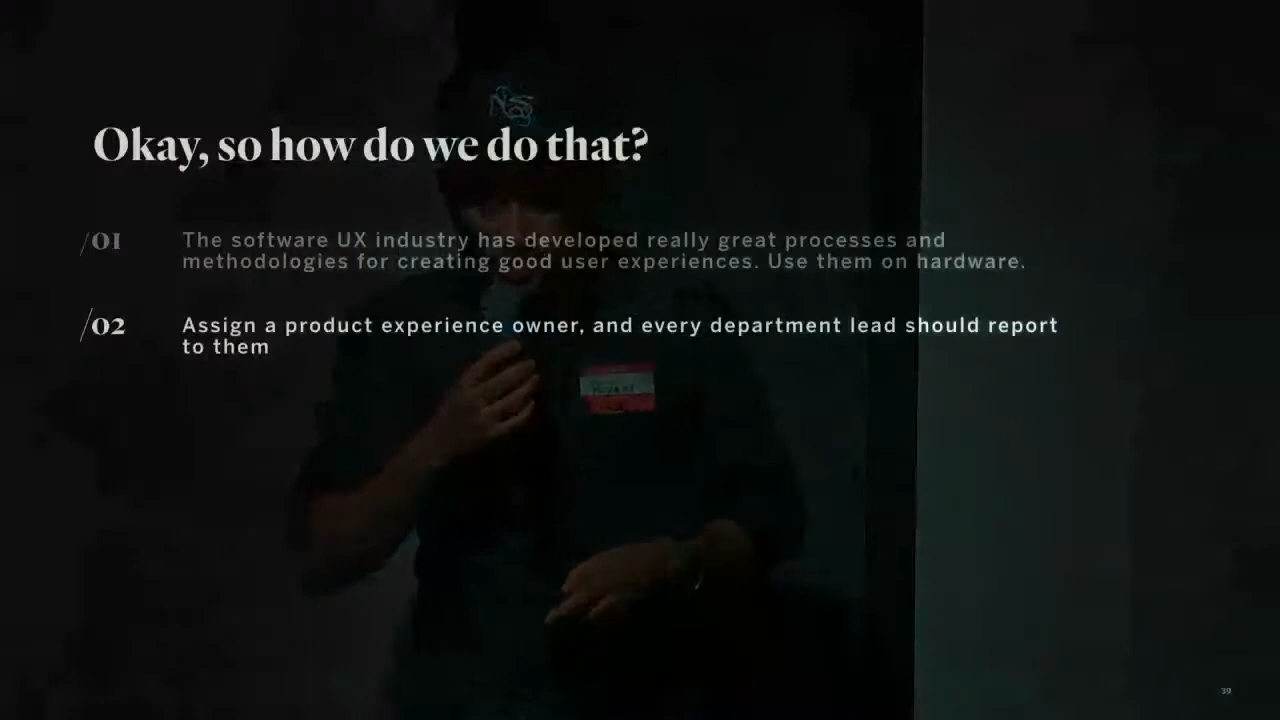 NS
Okay, so how do we do that?
/01
The software UX industry has developed really great processes and
methodologies for creating good user experiences. Use them on hardware.
/02
Assign a product experience owner, and every department lead should report
to them
39